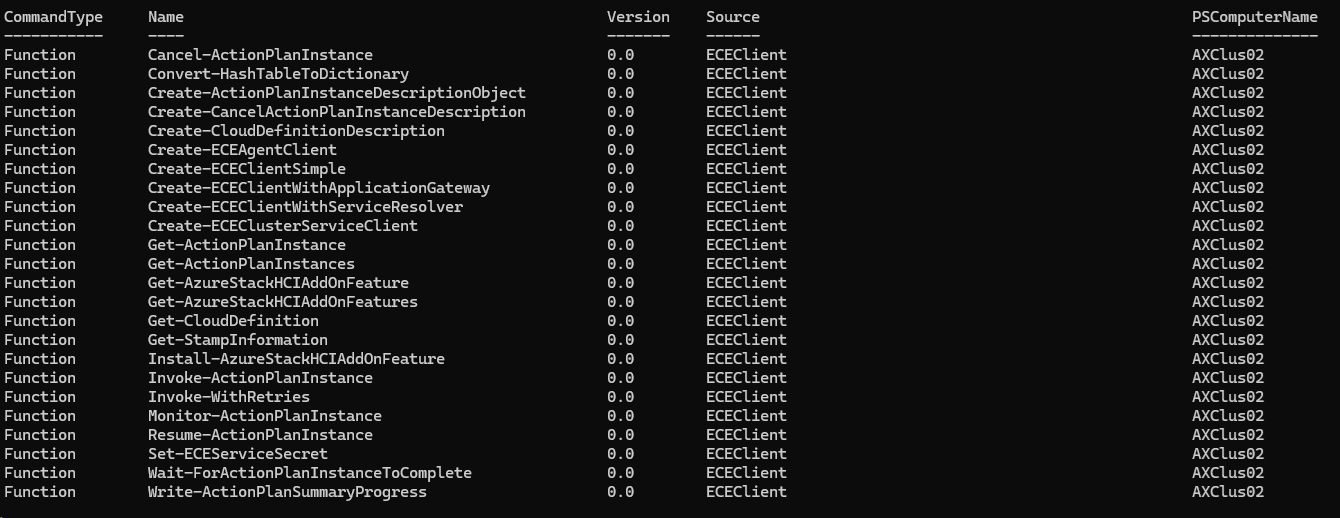 CommandType Name Version Source PSComputerName
----------- ---- ------- ------ --------------
Function Cancel-ActionPlanInstance 0.0 ECEClient AXClus02
Function Convert-HashTableToDictionary 0.0 ECEClient AXClus02
Function Create-ActionPlanInstanceDescriptionObject 0.0 ECEClient AXClus02
Function Create-CancelActionPlanInstanceDescription 0.0 ECEClient AXClus02
Function Create-CloudDefinitionDescription 0.0 ECEClient AXClus02
Function Create-ECEAgentClient 0.0 ECEClient AXClus02
Function Create-ECEClientSimple 0.0 ECEClient AXClus02
Function Create-ECEClientWithApplicationGateway 0.0 ECEClient AXClus02
Function Create-ECEClientWithServiceResolver 0.0 ECEClient AXClus02
Function Create-ECEClusterServiceClient 0.0 ECEClient AXClus02
Function Get-ActionPlanInstance 0.0 ECEClient AXClus02
Function Get-ActionPlanInstances 0.0 ECEClient AXClus02
Function Get-AzureStackHCIAddOnFeature 0.0 ECEClient AXClus02
Function Get-AzureStackHCIAddOnFeatures 0.0 ECEClient AXClus02
Function Get-CloudDefinition 0.0 ECEClient AXClus02
Function Get-StampInformation 0.0 ECEClient AXClus02
Function Install-AzureStackHCIAddOnFeature 0.0 ECEClient AXClus02
Function Invoke-ActionPlanInstance 0.0 ECEClient AXClus02
Function Invoke-WithRetries 0.0 ECEClient AXClus02
Function Monitor-ActionPlanInstance 0.0 ECEClient AXClus02
Function Resume-ActionPlanInstance 0.0 ECEClient AXClus02
Function Set-ECEServiceSecret 0.0 ECEClient AXClus02
Function Wait-ForActionPlanInstanceToComplete 0.0 ECEClient AXClus02
Function Write-ActionPlanSummaryProgress 0.0 ECEClient AXClus02